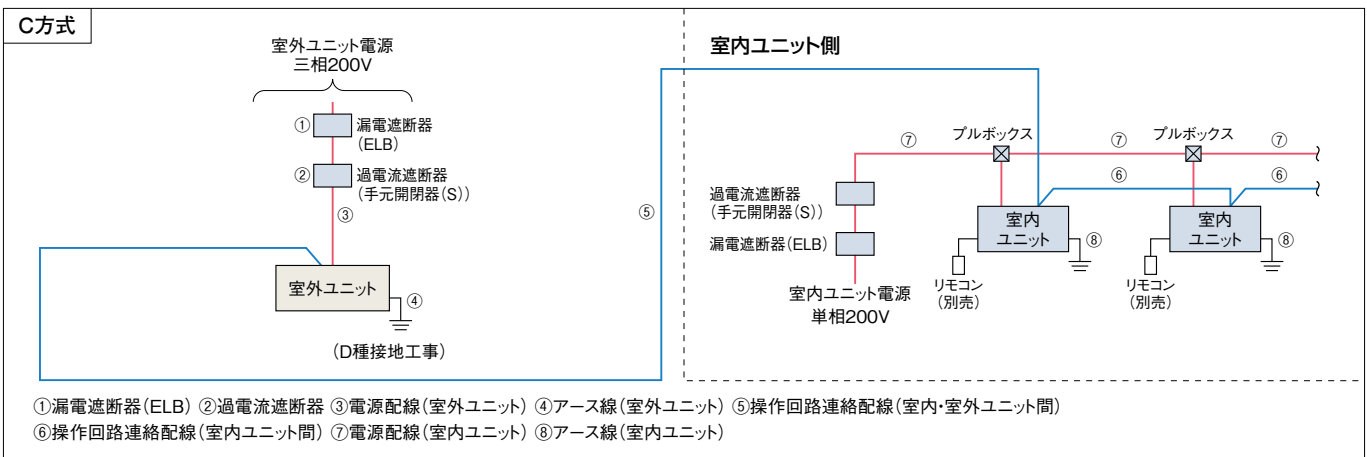 C方式
室外ユニット電源
三相200V
① 漏電遮断器
(ELB)
② 過電流遮断器
(手元開閉器(S))
③
室外ユニット
④
(D種接地工事)
⑤
室内ユニット側
⑦ プルボックス ⑦ プルボックス ⑦
過電流遮断器
(手元開閉器(S))
漏電遮断器(ELB)
室内ユニット電源
単相200V
⑥ ⑥
室内
ユニット
⑧
リモコン
(別売)
室内
ユニット
⑧
リモコン
(別売)
①漏電遮断器(ELB) ②過電流遮断器 ③電源配線(室外ユニット) ④アース線(室外ユニット) ⑤操作回路連絡配線(室内・室外ユニット間)
⑥操作回路連絡配線(室内ユニット間) ⑦電源配線(室内ユニット) ⑧アース線(室内ユニット)